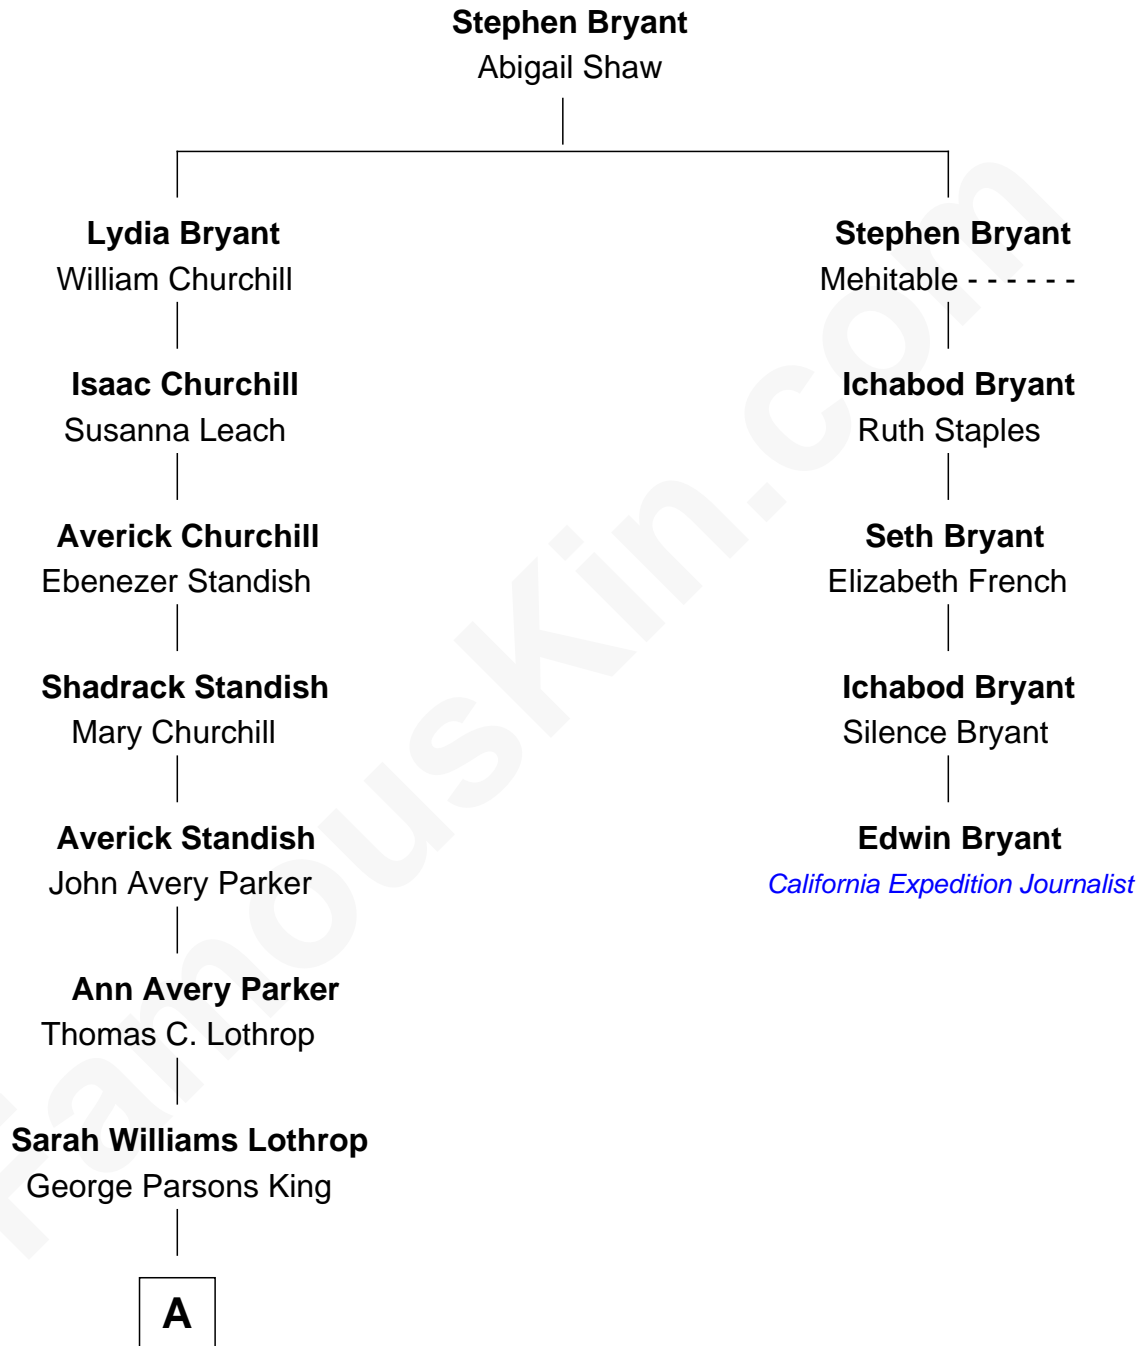 Stephen Bryant
Abigail Shaw
Lydia Bryant
William Churchill
Stephen Bryant
Mehitable - - - - - -
Isaac Churchill
Susanna Leach
Ichabod Bryant
Ruth Staples
Averick Churchill
Ebenezer Standish
Seth Bryant
Elizabeth French
Shadrack Standish
Mary Churchill
Ichabod Bryant
Silence Bryant
Averick Standish
John Avery Parker
Edwin Bryant
California Expedition Journalist
Ann Avery Parker
Thomas C. Lothrop
Sarah Williams Lothrop
George Parsons King
A
FamousKin.com